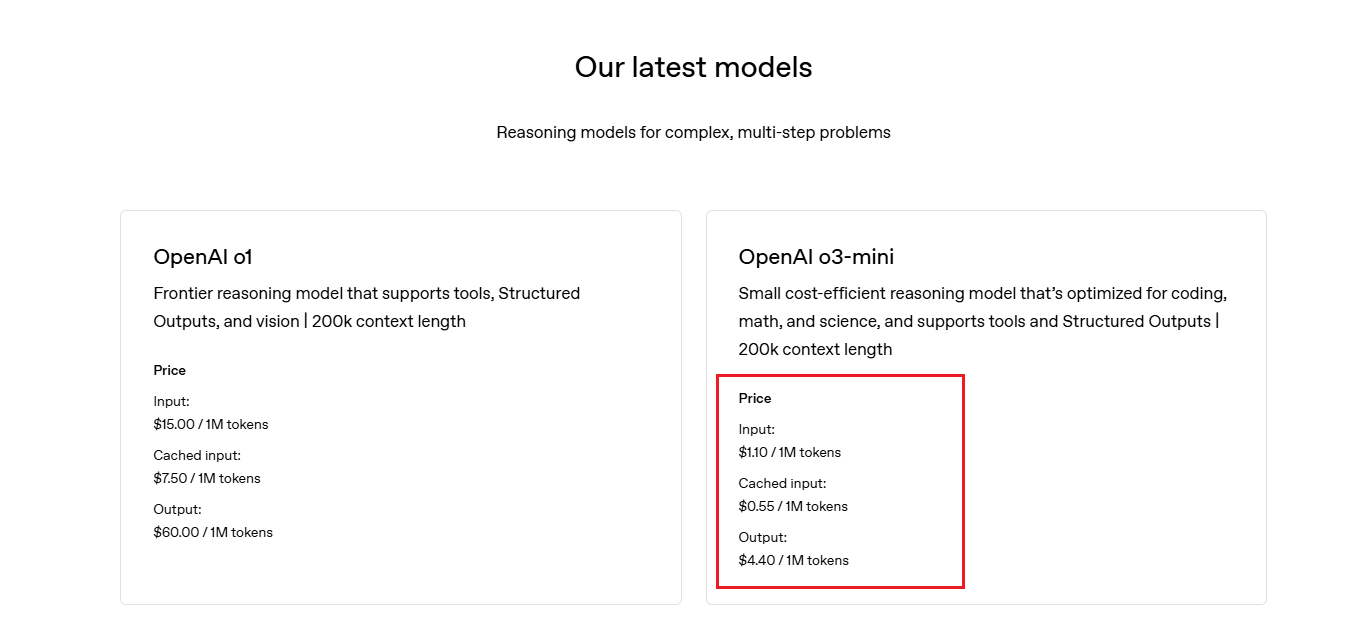 Our latest models
Reasoning models for complex, multi-step problems
OpenAI o1
Frontier reasoning model that supports tools, Structured
Outputs, and vision | 200k context length
Price
Input:
$15.00 / 1M tokens
Cached input:
$7.50 / 1M tokens
Output:
$60.00 / 1M tokens
OpenAI o3-mini
Small cost-efficient reasoning model that’s optimized for coding,
math, and science, and supports tools and Structured Outputs |
200k context length
Price
Input:
$1.10 / 1M tokens
Cached input:
$0.55 / 1M tokens
Output:
$4.40 / 1M tokens